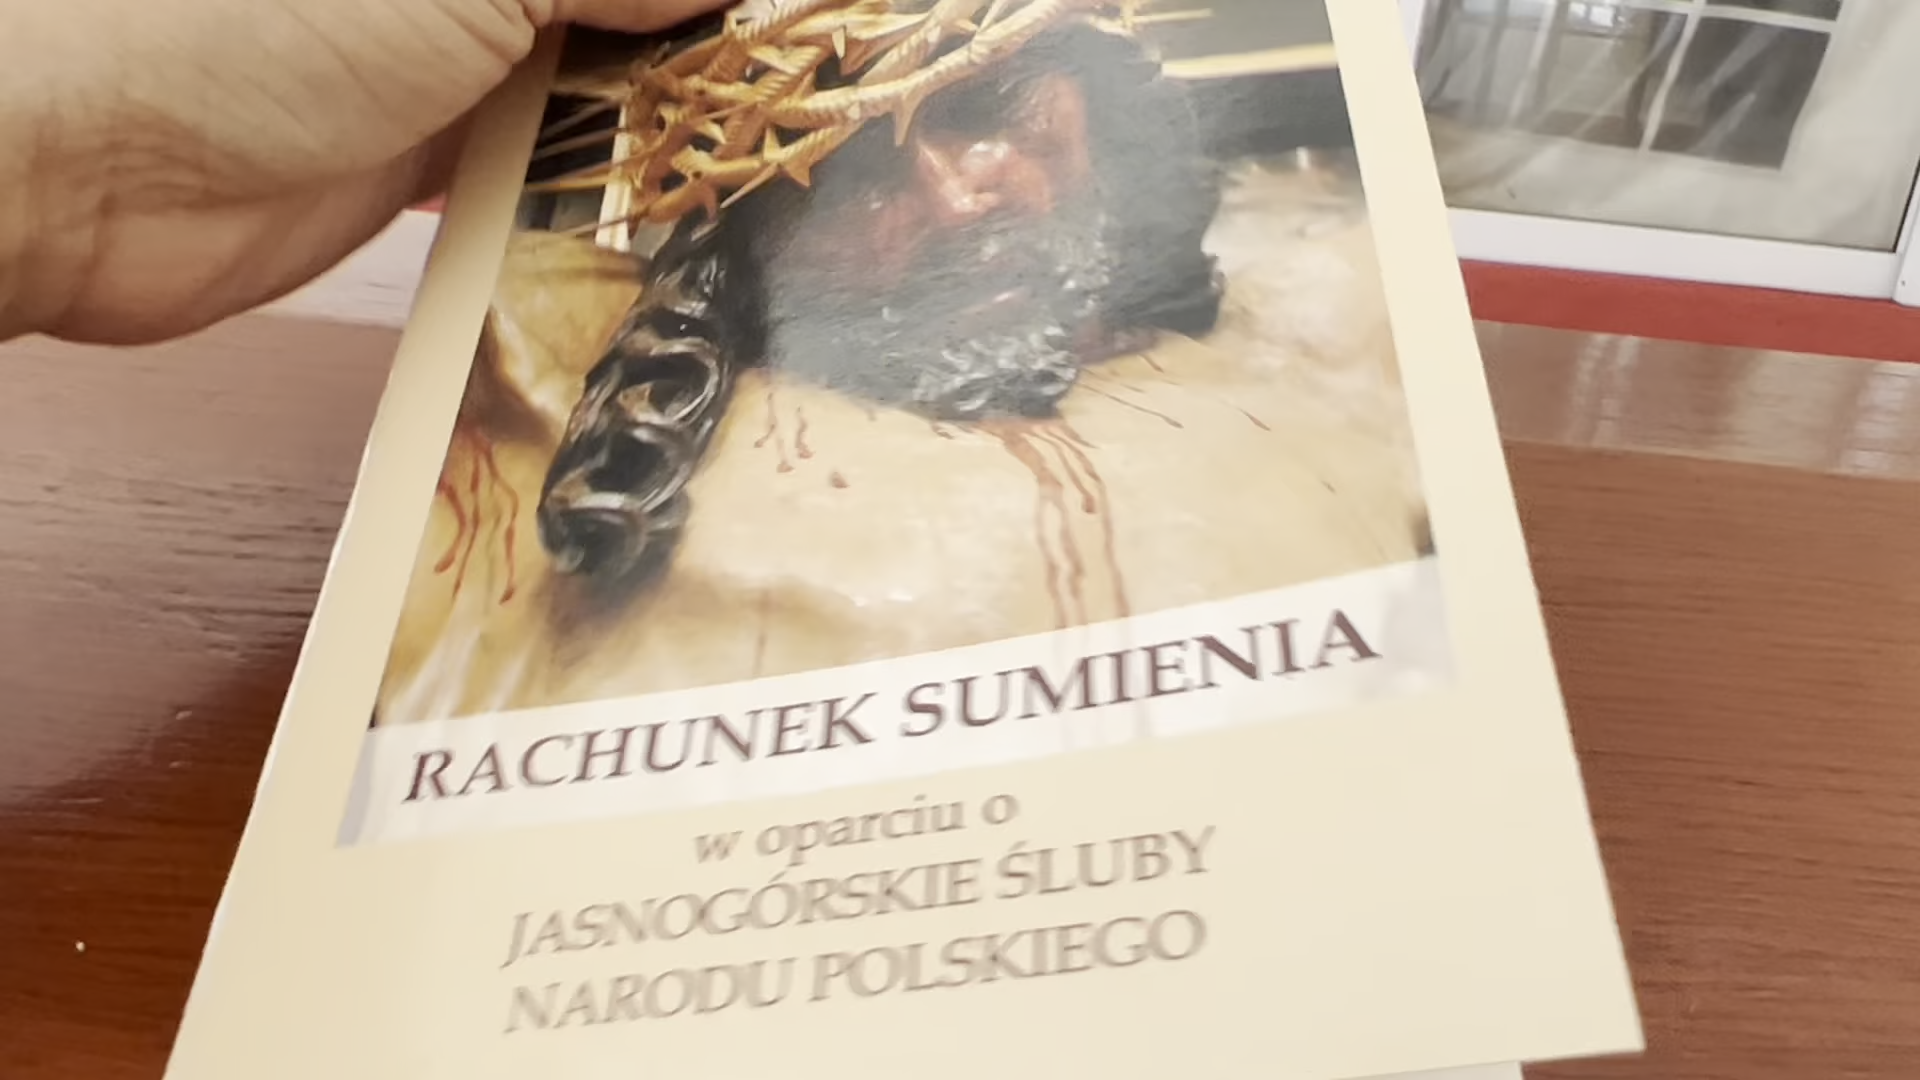 RACHUNEK SUMIENIA
w oparciu o
JASNOGÓRSKIE ŚLUBY
NARODU POLSKIEGO